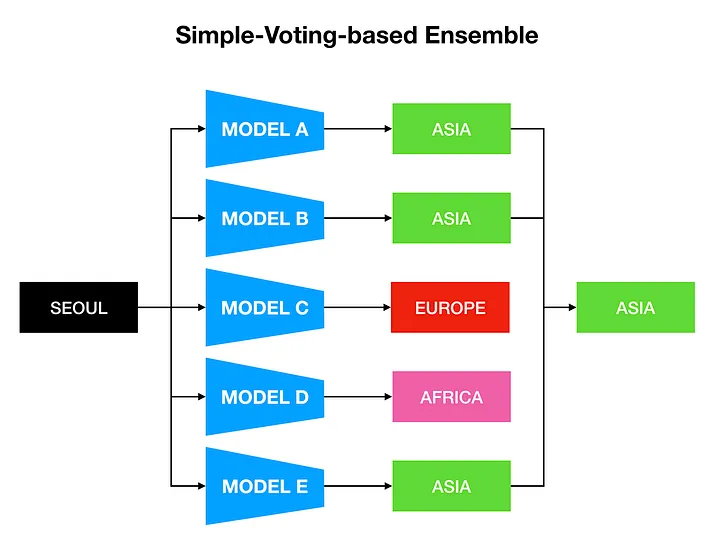 Simple-Voting-based Ensemble
MODEL A
ASIA
MODEL B
ASIA
SEOUL
MODEL C
EUROPE
ASIA
MODEL D
AFRICA
MODEL E
ASIA